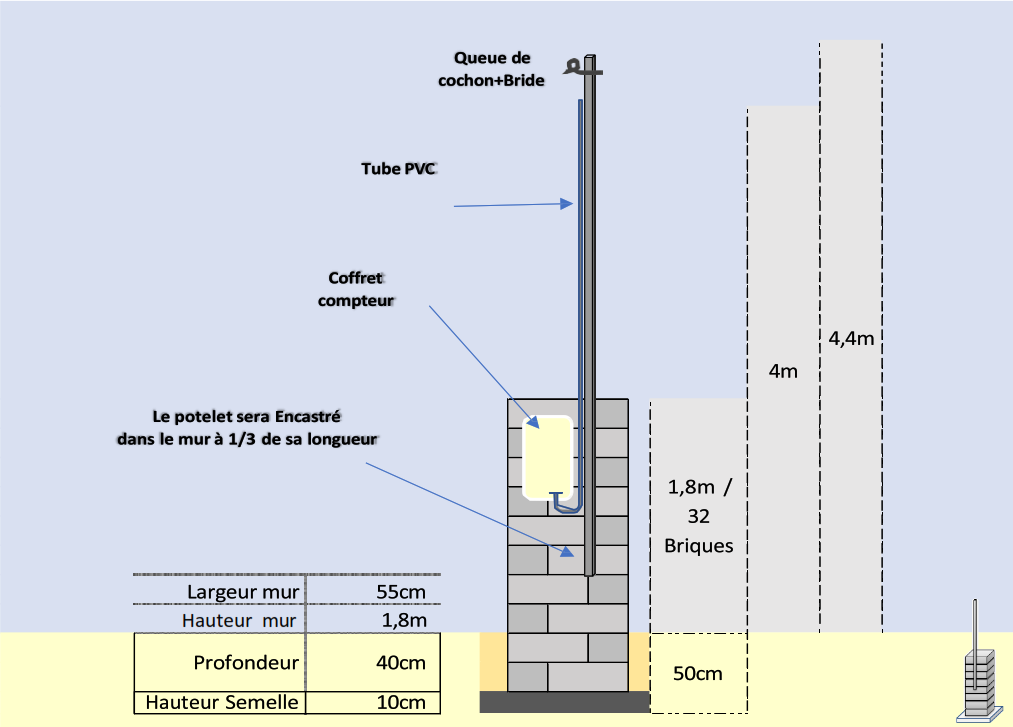 Queue de
cochon+Bride
Tube PVC
Coffret
compteur
Le potelet sera Encastré
dans le mur à 1/3 de sa longueur
4,4m
4m
1,8m /
32
Briques
50cm
Largeur mur 55cm
Hauteur mur 1,8m
Profondeur 40cm
Hauteur Semelle 10cm